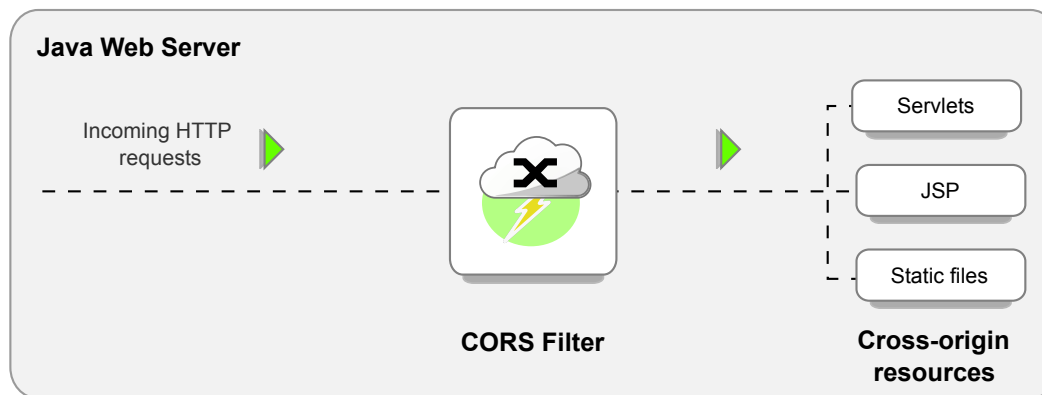 Java Web Server
Incoming HTTP
requests
Servlets
JSP
Static files
CORS Filter
Cross-origin
resources